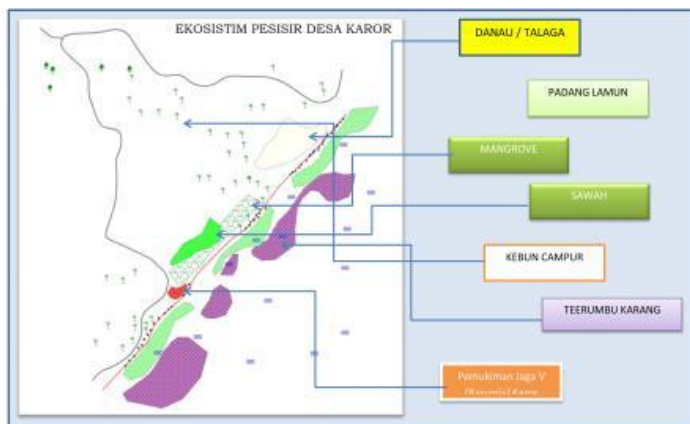 EKOSISTIM PESISIR DESA KAROR
DANAU / TALAGA
PADANG LAMUN
MANGROVE
SAWAH
KEBUN CAMPUR
TEERUMBU KARANG
Pemukiman Jaga V